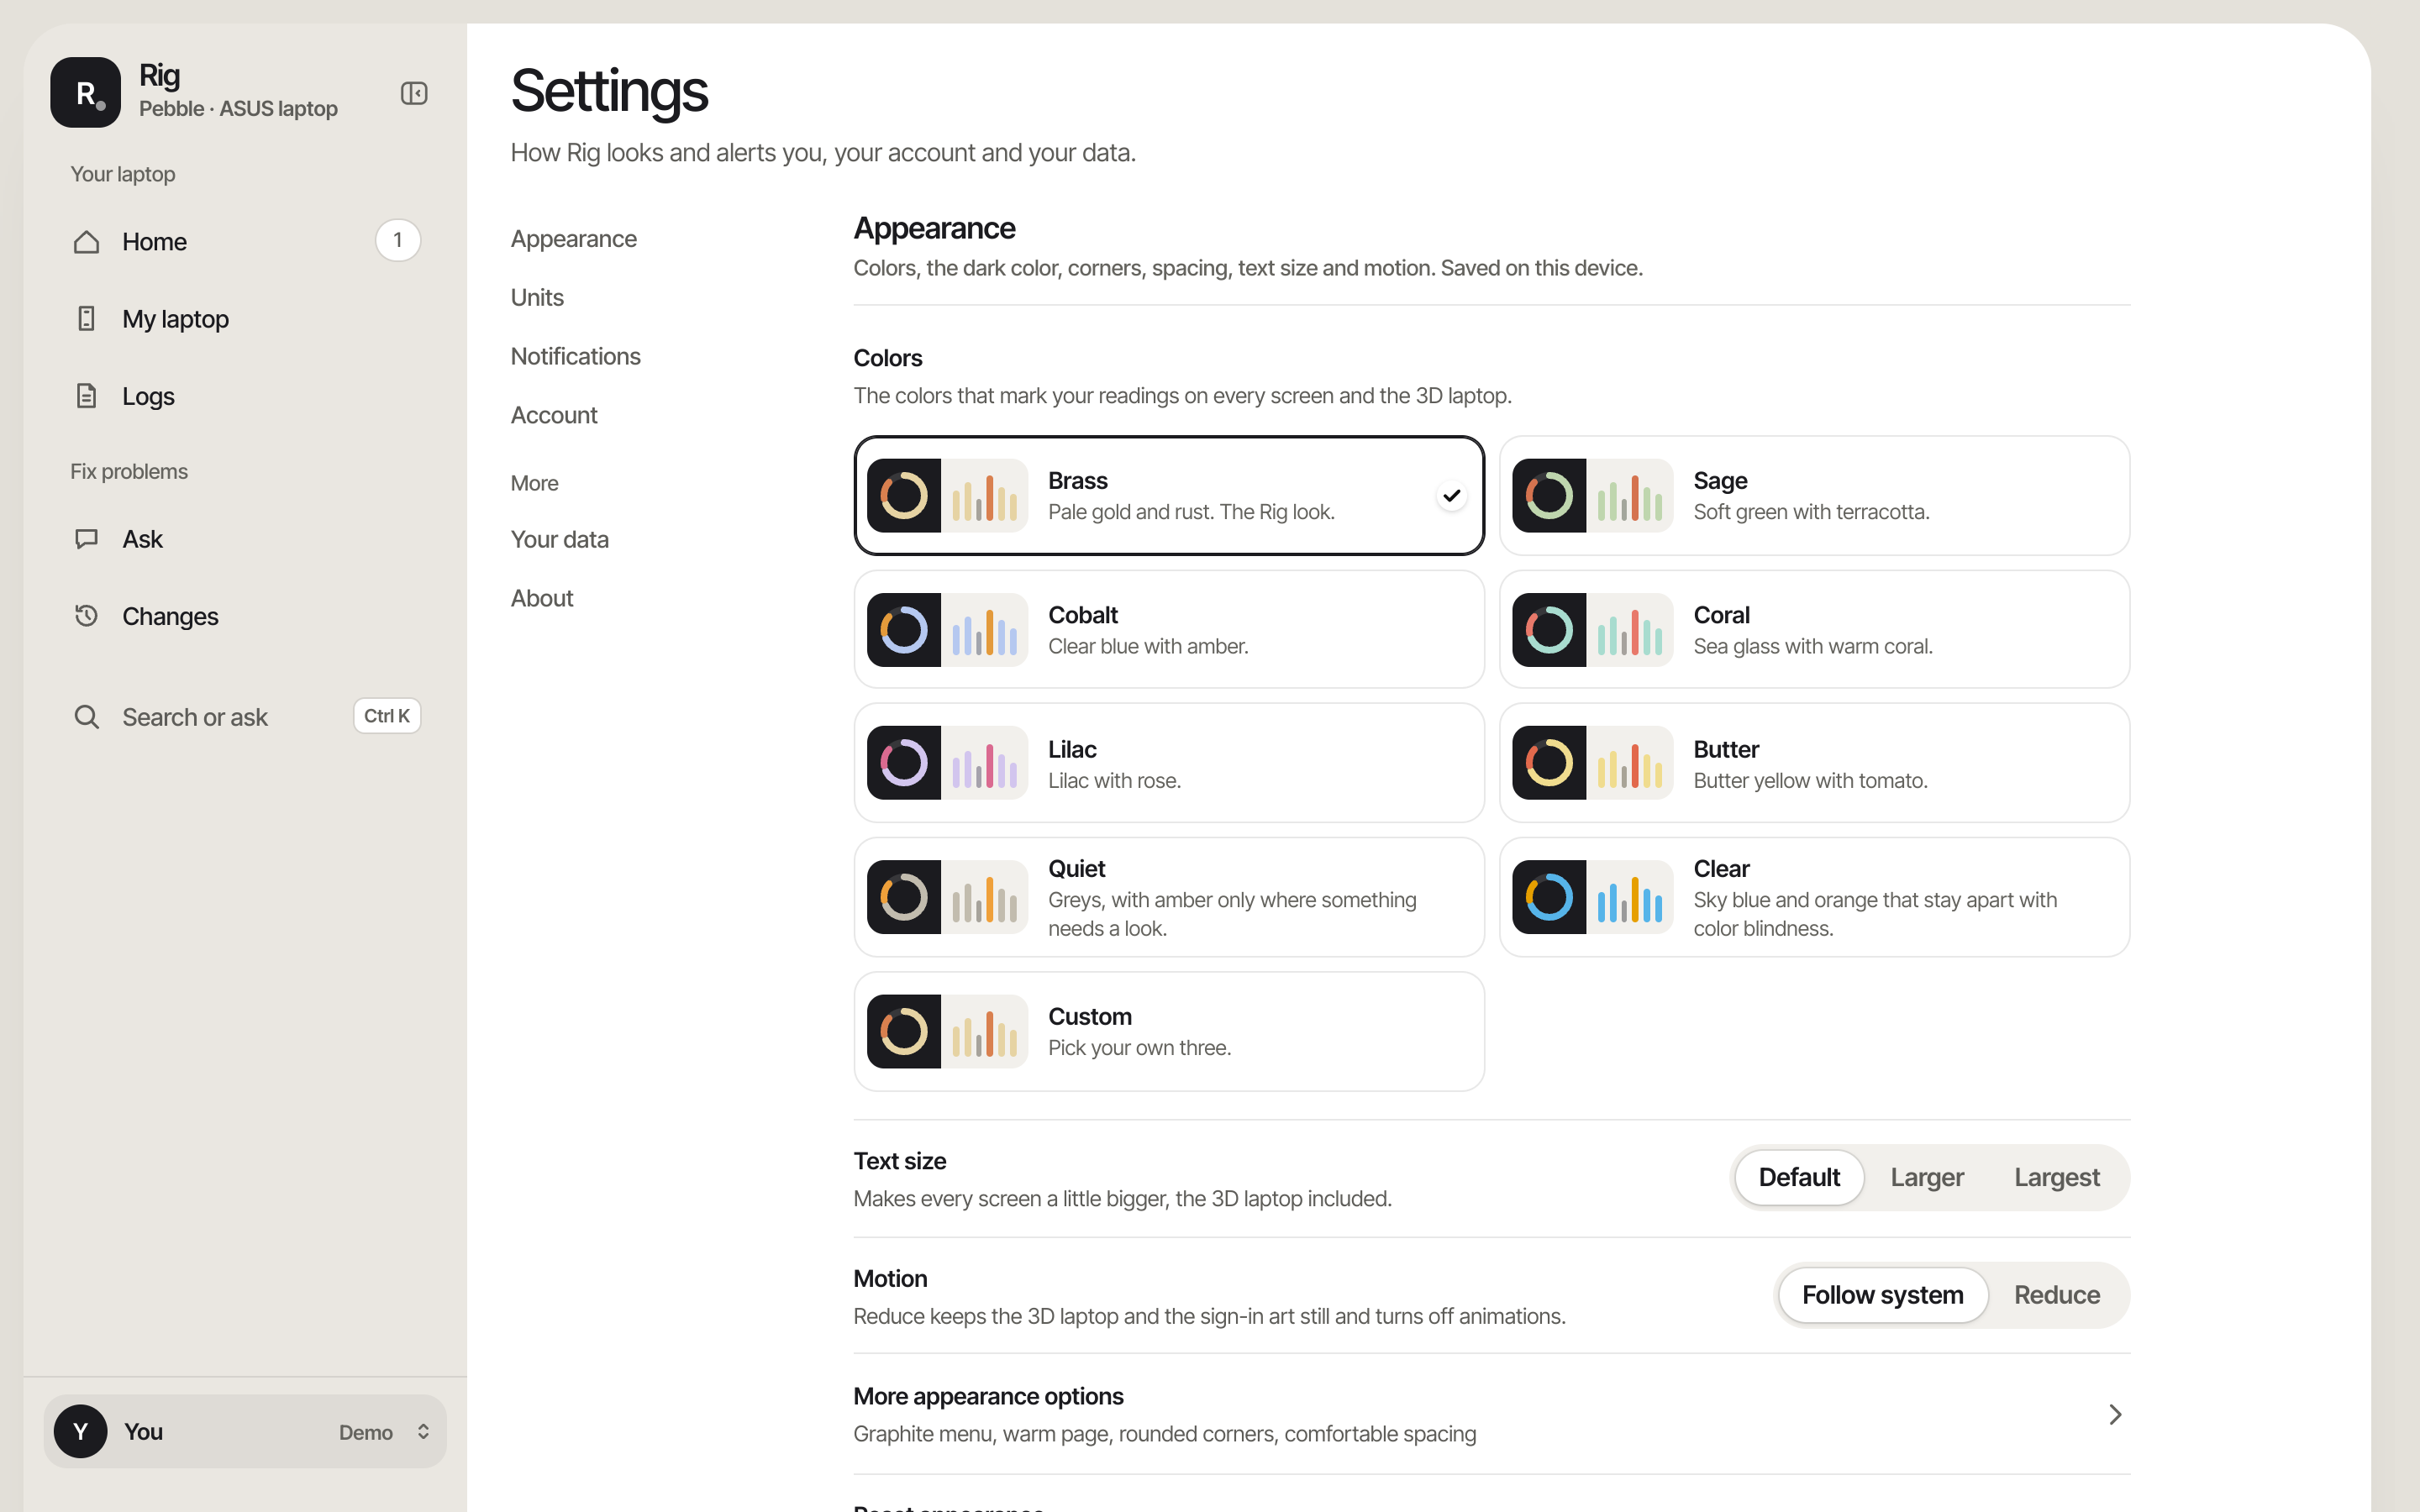 R.
Rig
Pebble · ASUS laptop
Your laptop
Home
1
My laptop
Logs
Fix problems
Ask
Changes
Search or ask
Ctrl K
Y
You
Demo
Settings
How Rig looks and alerts you, your account and your data.
Appearance
Units
Notifications
Account
More
Your data
About
Appearance
Colors, the dark color, corners, spacing, text size and motion. Saved on this device.
Colors
The colors that mark your readings on every screen and the 3D laptop.
Brass
Pale gold and rust. The Rig look.
Sage
Soft green with terracotta.
Cobalt
Clear blue with amber.
Coral
Sea glass with warm coral.
Lilac
Lilac with rose.
Butter
Butter yellow with tomato.
Quiet
Greys, with amber only where something
needs a look.
Clear
Sky blue and orange that stay apart with
color blindness.
Custom
Pick your own three.
Text size
Makes every screen a little bigger, the 3D laptop included.
Default
Larger
Largest
Motion
Reduce keeps the 3D laptop and the sign-in art still and turns off animations.
Follow system
Reduce
More appearance options
Graphite menu, warm page, rounded corners, comfortable spacing